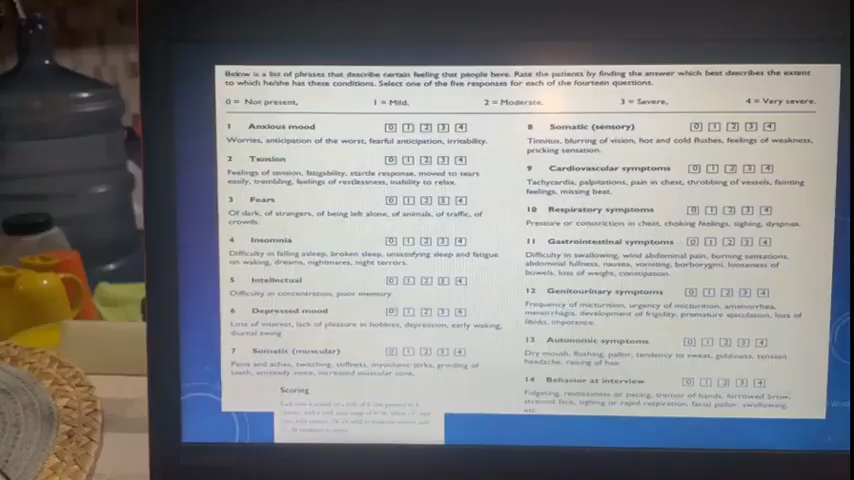 Below is a list of phrases that describe certain feeling that people have. Rate the patients by finding the answer which best describes the extent
to which he/she has these conditions. Select one of the five responses for each of the fourteen questions.
0 = Not present, 1 = Mild, 2 = Moderate, 3 = Severe, 4 = Very severe.
1 Anxious mood 0 1 2 3 4
Worries, anticipation of the worst, fearful anticipation, irritability.
2 Tension 0 1 2 3 4
Feelings of tension, fatigability, startle response, moved to tears
easily, trembling, feelings of restlessness, inability to relax.
3 Fears 0 1 2 3 4
Of dark, of strangers, of being left alone, of animals, of traffic, of
crowds.
4 Insomnia 0 1 2 3 4
Difficulty in falling asleep, broken sleep, unsatisfying sleep and fatigue
on waking, dreams, nightmares, night terrors.
5 Intellectual 0 1 2 3 4
Difficulty in concentration, poor memory.
6 Depressed mood 0 1 2 3 4
Loss of interest, lack of pleasure in hobbies, depression, early waking,
diurnal swing.
7 Somatic (muscular) 0 1 2 3 4
Pains and aches, twitching, stiffness, myoclonic jerks, grinding of
teeth, unsteady voice, increased muscular tone.
Scoring
8 Somatic (sensory) 0 1 2 3 4
Tinnitus, blurring of vision, hot and cold flushes, feelings of weakness,
pricking sensation.
9 Cardiovascular symptoms 0 1 2 3 4
Tachycardia, palpitations, pain in chest, throbbing of vessels, fainting
feelings, missing beat.
10 Respiratory symptoms 0 1 2 3 4
Pressure or constriction in chest, choking feelings, sighing, dyspnea.
11 Gastrointestinal symptoms 0 1 2 3 4
Difficulty in swallowing, wind abdominal pain, burning sensations,
abdominal fullness, nausea, vomiting, borborygmi, looseness of
bowels, loss of weight, constipation.
12 Genitourinary symptoms 0 1 2 3 4
Frequency of micturition, urgency of micturition, amenorrhea,
menorrhagia, development of frigidity, premature ejaculation, loss of
libido, impotence.
13 Autonomic symptoms 0 1 2 3 4
Dry mouth, flushing, pallor, tendency to sweat, giddiness, tension
headache, raising of hair.
14 Behavior at interview 0 1 2 3 4
Fidgeting, restlessness or pacing, tremor of hands, furrowed brow,
strained face, sighing or rapid respiration, facial pallor, swallowing,
etc.